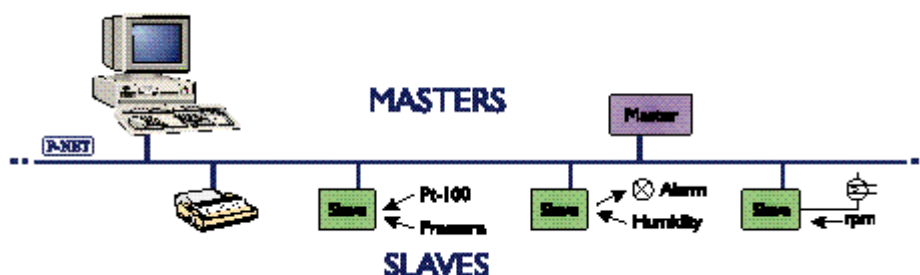 MASTERS
Master
P-NET
Slave
Pt-100
Pressure
Slave
Alarm
Humidity
Slave
rpm
SLAVES